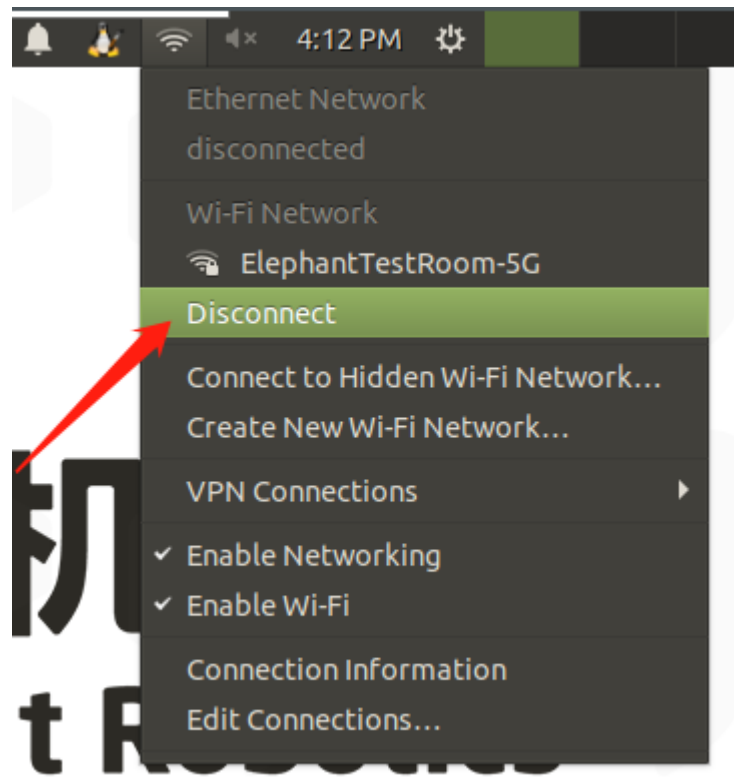 4:12 PM
Ethernet Network
disconnected
Wi-Fi Network
ElephantTestRoom-5G
Disconnect
Connect to Hidden Wi-Fi Network…
Create New Wi-Fi Network…
VPN Connections
Enable Networking
Enable Wi-Fi
机
Connection Information
Edit Connections…
t Robotics